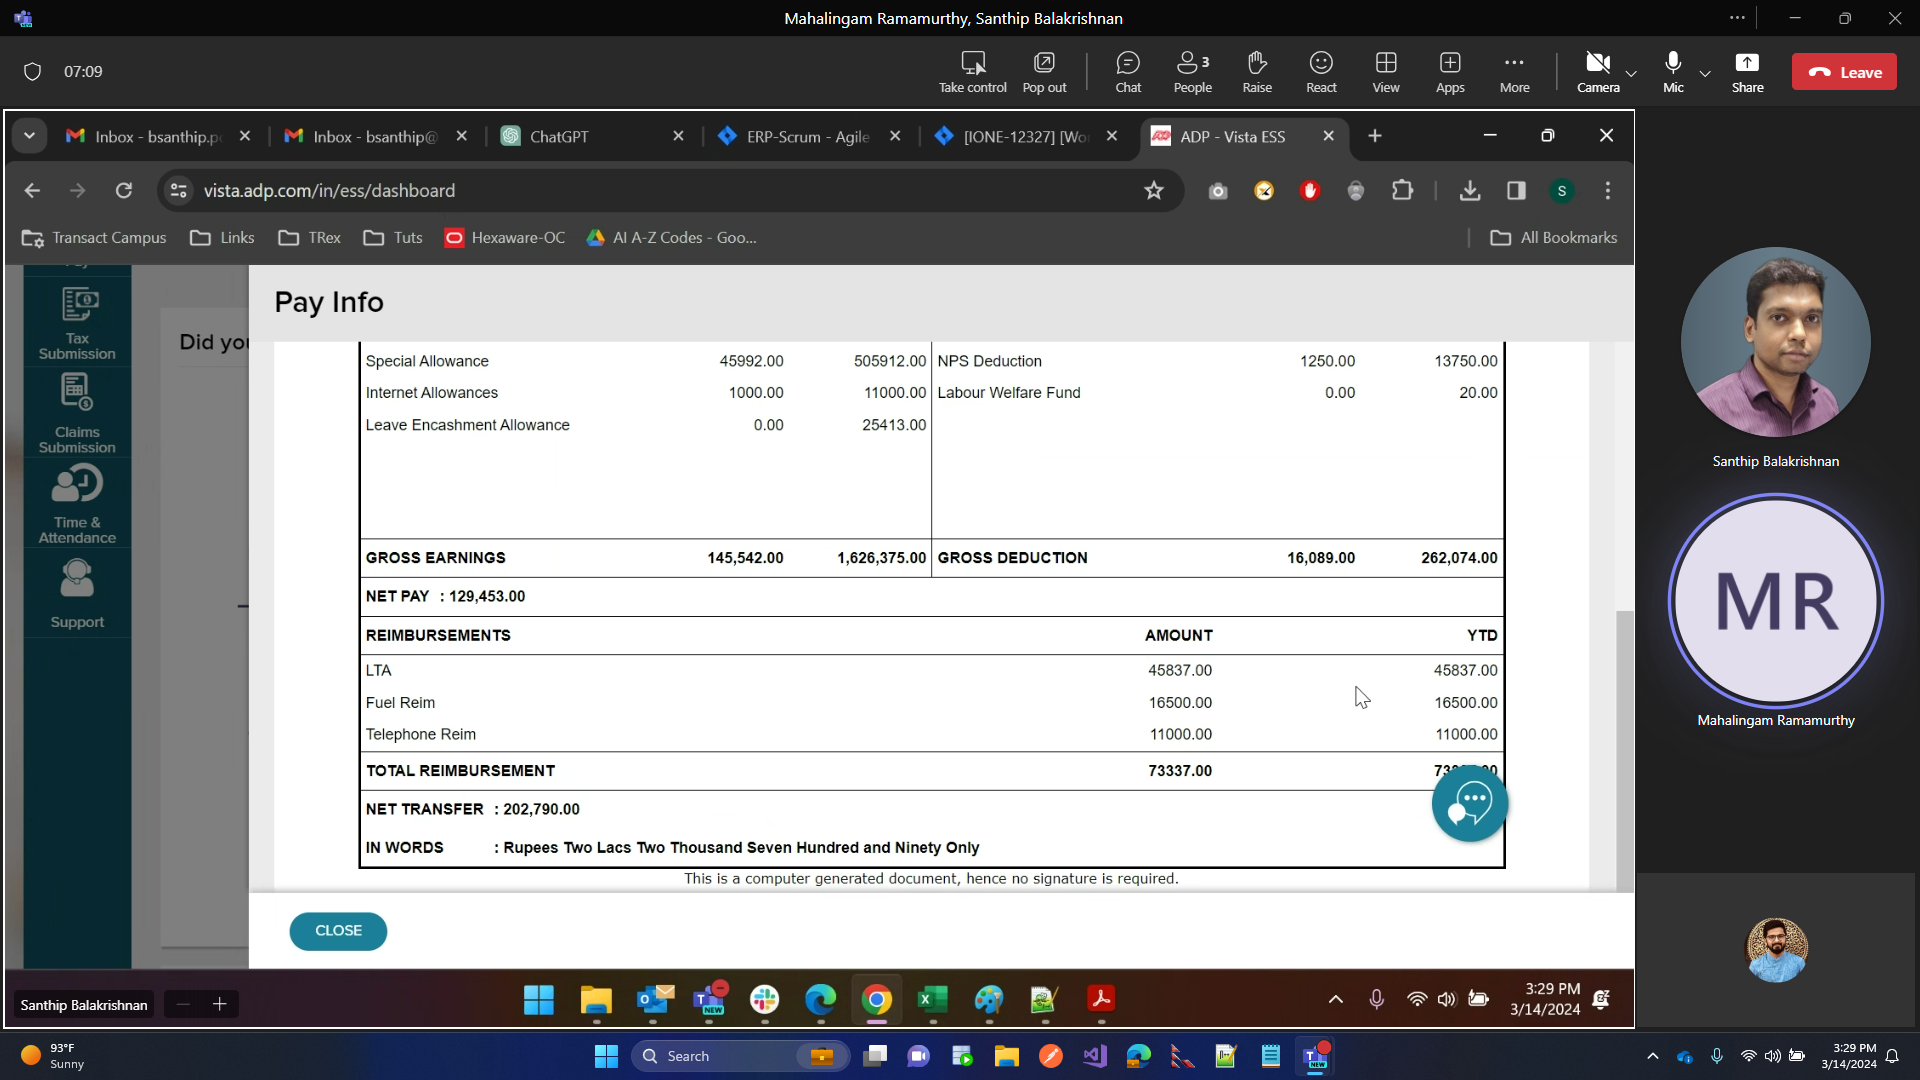 Mahalingam Ramamurthy, Santhip Balakrishnan
07:09
Take control
Pop out
Chat
3
People
Raise
React
View
Apps
More
Camera
Mic
Share
Leave
Inbox - bsanthip.p
Inbox - bsanthip@
ChatGPT
ERP-Scrum - Agile
[IONE-12327] [Wo
ADP - Vista ESS
vista.adp.com/in/ess/dashboard
S
Transact Campus
Links
TRex
Tuts
Hexaware-OC
AI A-Z Codes - Goo...
All Bookmarks
Tax
Submission
Claims
Submission
Time &
Attendance
Support
Did you
Pay Info
Special Allowance 45992.00 505912.00 NPS Deduction 1250.00 13750.00
Internet Allowances 1000.00 11000.00 Labour Welfare Fund 0.00 20.00
Leave Encashment Allowance 0.00 25413.00
GROSS EARNINGS 145,542.00 1,626,375.00 GROSS DEDUCTION 16,089.00 262,074.00
NET PAY : 129,453.00
REIMBURSEMENTS AMOUNT YTD
LTA 45837.00 45837.00
Fuel Reim 16500.00 16500.00
Telephone Reim 11000.00 11000.00
TOTAL REIMBURSEMENT 73337.00
NET TRANSFER : 202,790.00
IN WORDS : Rupees Two Lacs Two Thousand Seven Hundred and Ninety Only
This is a computer generated document, hence no signature is required.
CLOSE
Santhip Balakrishnan
MR
Mahalingam Ramamurthy
Santhip Balakrishnan
NEW
3:29 PM
3/14/2024
93°F
Sunny
Search
NEW
3:29 PM
3/14/2024